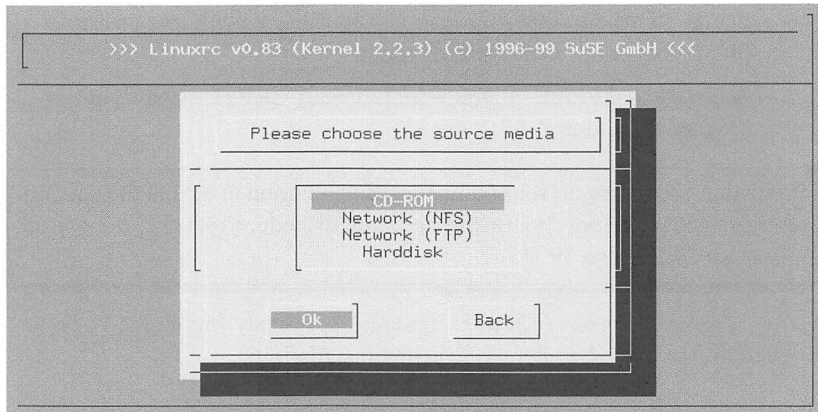 >>> Linuxrc v0.83 (Kernel 2.2.3) (c) 1996-99 SuSE GmbH <<<
Please choose the source media
CD-ROM
Network (NFS)
Network (FTP)
Harddisk
Ok
Back